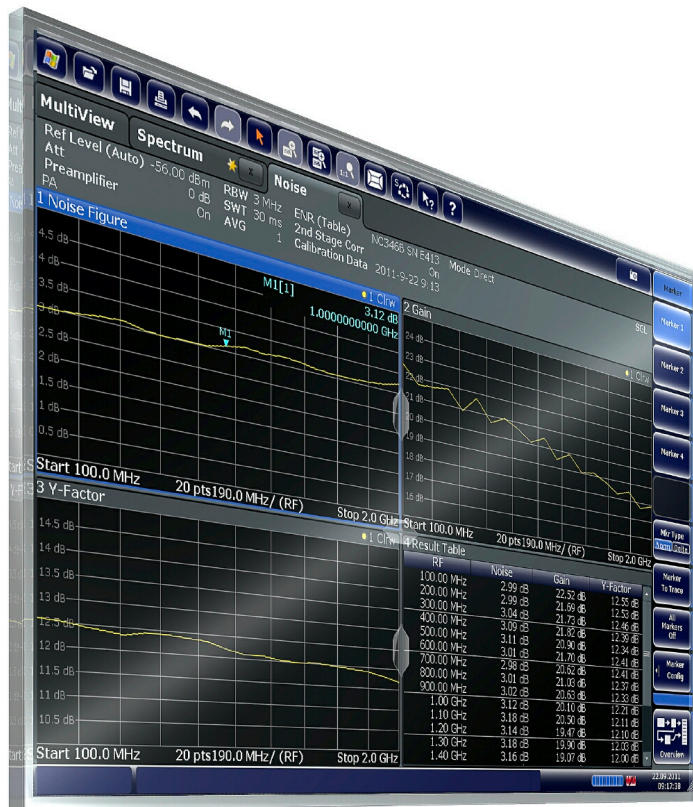 MultiView
Spectrum
Noise
Ref Level (Auto) -56.00 dBm RBW 3 MHz ENR (Table) NC346B SN E413 Mode Direct
Att 0 dB SWT 30 ms 2nd Stage Corr On
Preamplifier On AVG 1 Calibration Data 2011-9-22 9:13
PA
SGL
1 Noise Figure
1 Clrw
M1[1] 3.12 dB
1.0000000000 GHz
M1
4.5 dB
4 dB
3.5 dB
3 dB
2.5 dB
2 dB
1.5 dB
1 dB
0.5 dB
Start 100.0 MHz 20 pts 190.0 MHz/ (RF) Stop 2.0 GHz
2 Gain
1 Clrw
24 dB
23 dB
22 dB
21 dB
20 dB
19 dB
18 dB
17 dB
16 dB
Start 100.0 MHz 20 pts 190.0 MHz/ (RF) Stop 2.0 GHz
3 Y-Factor
1 Clrw
14.5 dB
14 dB
13.5 dB
13 dB
12.5 dB
12 dB
11.5 dB
11 dB
10.5 dB
Start 100.0 MHz 20 pts 190.0 MHz/ (RF) Stop 2.0 GHz
4 Result Table
RF Noise Gain Y-Factor
100.00 MHz 2.99 dB 22.52 dB 12.55 dB
200.00 MHz 2.99 dB 21.69 dB 12.53 dB
300.00 MHz 3.04 dB 21.73 dB 12.46 dB
400.00 MHz 3.09 dB 21.82 dB 12.39 dB
500.00 MHz 3.11 dB 20.90 dB 12.34 dB
600.00 MHz 3.01 dB 21.70 dB 12.41 dB
700.00 MHz 2.98 dB 20.62 dB 12.41 dB
800.00 MHz 3.01 dB 21.03 dB 12.37 dB
900.00 MHz 3.02 dB 20.63 dB 12.33 dB
1.00 GHz 3.12 dB 20.10 dB 12.21 dB
1.10 GHz 3.18 dB 20.50 dB 12.11 dB
1.20 GHz 3.14 dB 19.47 dB 12.10 dB
1.30 GHz 3.18 dB 19.90 dB 12.03 dB
1.40 GHz 3.16 dB 19.07 dB 12.00 dB
Marker
Marker 1
Marker 2
Marker 3
Marker 4
Mkr Type
Norm Delta
Marker
To Trace
All
Markers
Off
Marker
Config
Overview
22.09.2011
09:17:38